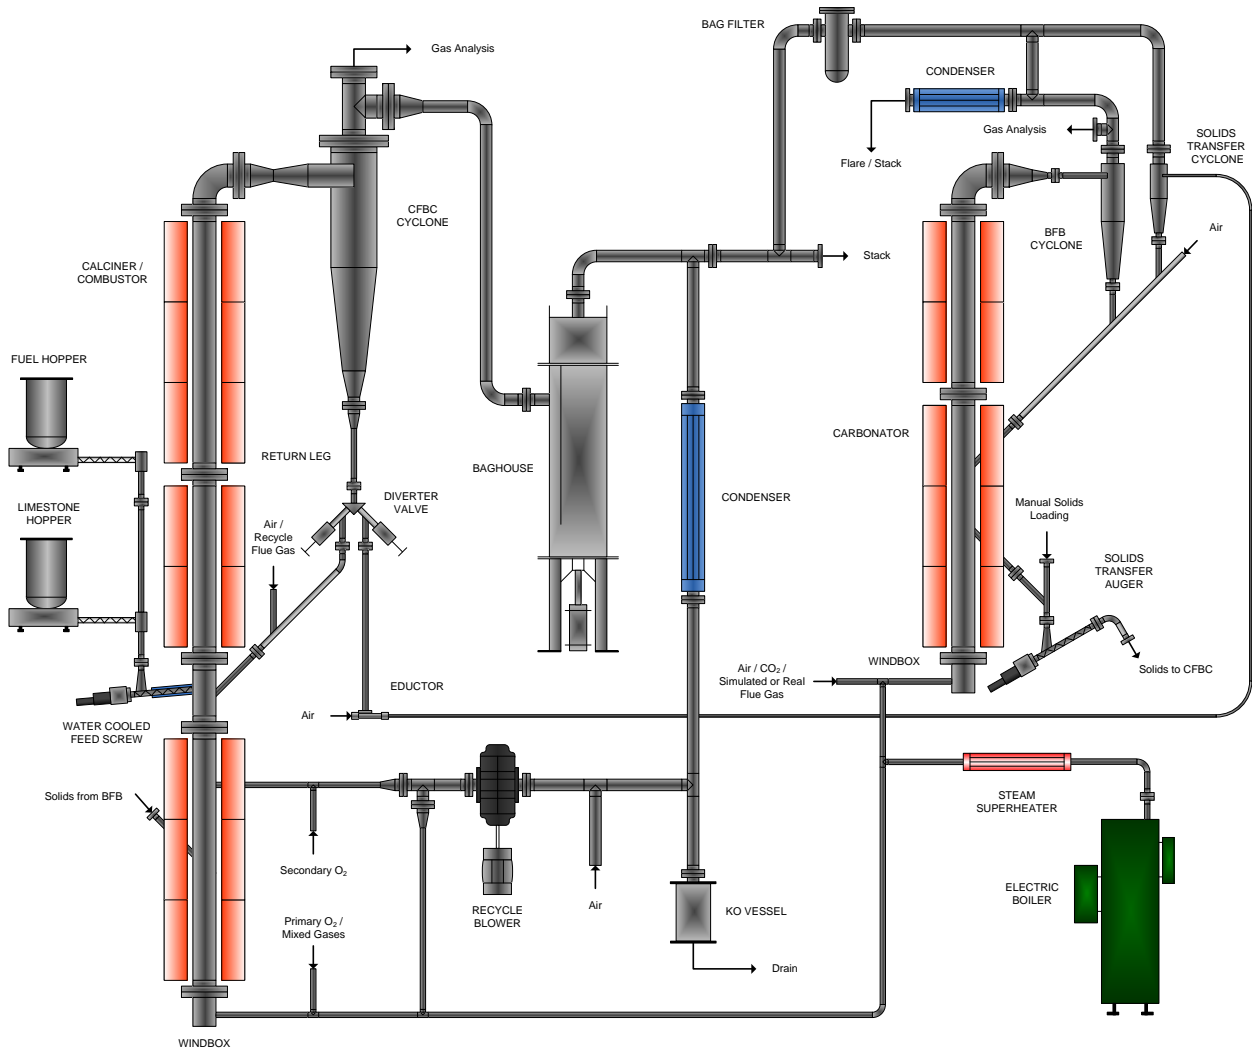 BAG FILTER
Gas Analysis
CONDENSER
Gas Analysis
SOLIDS
TRANSFER
CYCLONE
Flare / Stack
CFBC
CYCLONE
BFB
CYCLONE
Air
Stack
CALCINER /
COMBUSTOR
FUEL HOPPER
RETURN LEG
BAGHOUSE
CARBONATOR
DIVERTER
VALVE
CONDENSER
LIMESTONE
HOPPER
Air /
Recycle
Flue Gas
Manual Solids
Loading
SOLIDS
TRANSFER
AUGER
Air / CO₂ /
Simulated or Real
Flue Gas
WINDBOX
Solids to CFBC
EDUCTOR
Air
WATER COOLED
FEED SCREW
Solids from BFB
STEAM
SUPERHEATER
Secondary O₂
RECYCLE
BLOWER
Air
KO VESSEL
ELECTRIC
BOILER
Primary O₂ /
Mixed Gases
Drain
WINDBOX